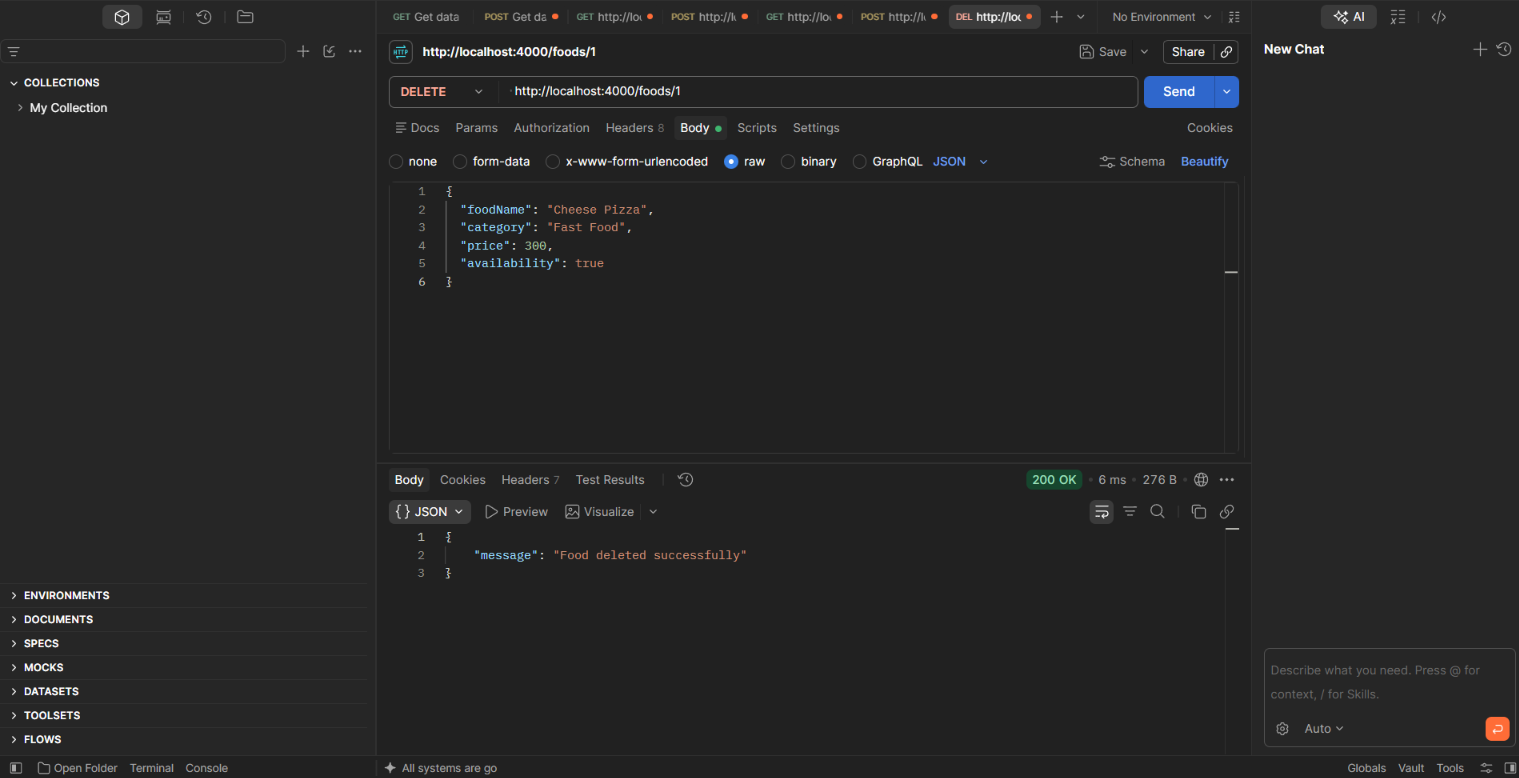 GET Get data
POST Get da
GET http://lo
POST http://l
GET http://lo
POST http://l
DEL http://lo
No Environment
AI
http://localhost:4000/foods/1
Save
Share
New Chat
COLLECTIONS
My Collection
DELETE
http://localhost:4000/foods/1
Send
Docs
Params
Authorization
Headers 8
Body
Scripts
Settings
Cookies
none
form-data
x-www-form-urlencoded
raw
binary
GraphQL
JSON
Schema
Beautify
1 {
2 "foodName": "Cheese Pizza",
3 "category": "Fast Food",
4 "price": 300,
5 "availability": true
6 }
Body
Cookies
Headers 7
Test Results
200 OK
6 ms
276 B
{} JSON
Preview
Visualize
1 {
2 "message": "Food deleted successfully"
3 }
ENVIRONMENTS
DOCUMENTS
SPECS
MOCKS
DATASETS
TOOLSETS
FLOWS
Describe what you need. Press @ for
context, / for Skills.
Auto
Open Folder
Terminal
Console
All systems are go
Globals
Vault
Tools